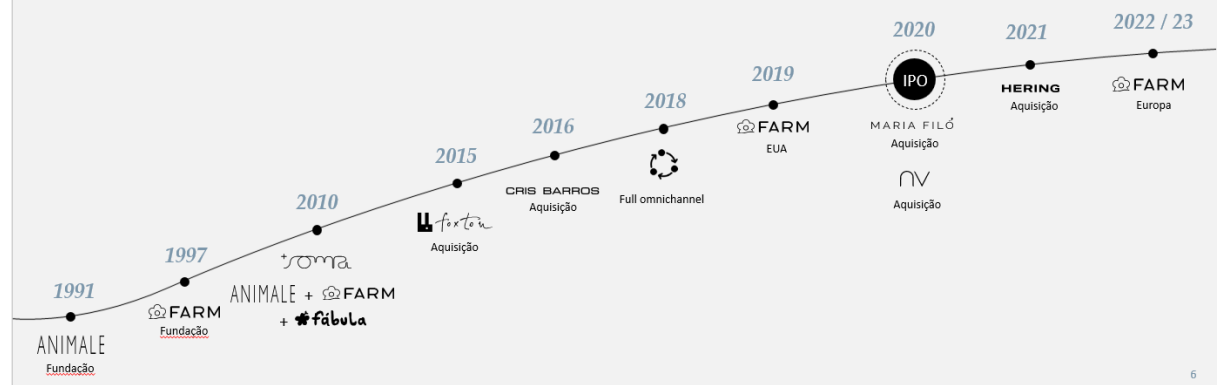 1991
ANIMALE
Fundação
1997
FARM
Fundação
2010
+soma
ANIMALE + FARM
+ fábula
2015
foxton
Aquisição
2016
CRIS BARROS
Aquisição
2018
Full omnichannel
2019
FARM
EUA
2020
IPO
MARIA FILÓ
Aquisição
NV
Aquisição
2021
HERING
Aquisição
2022 / 23
FARM
Europa
6